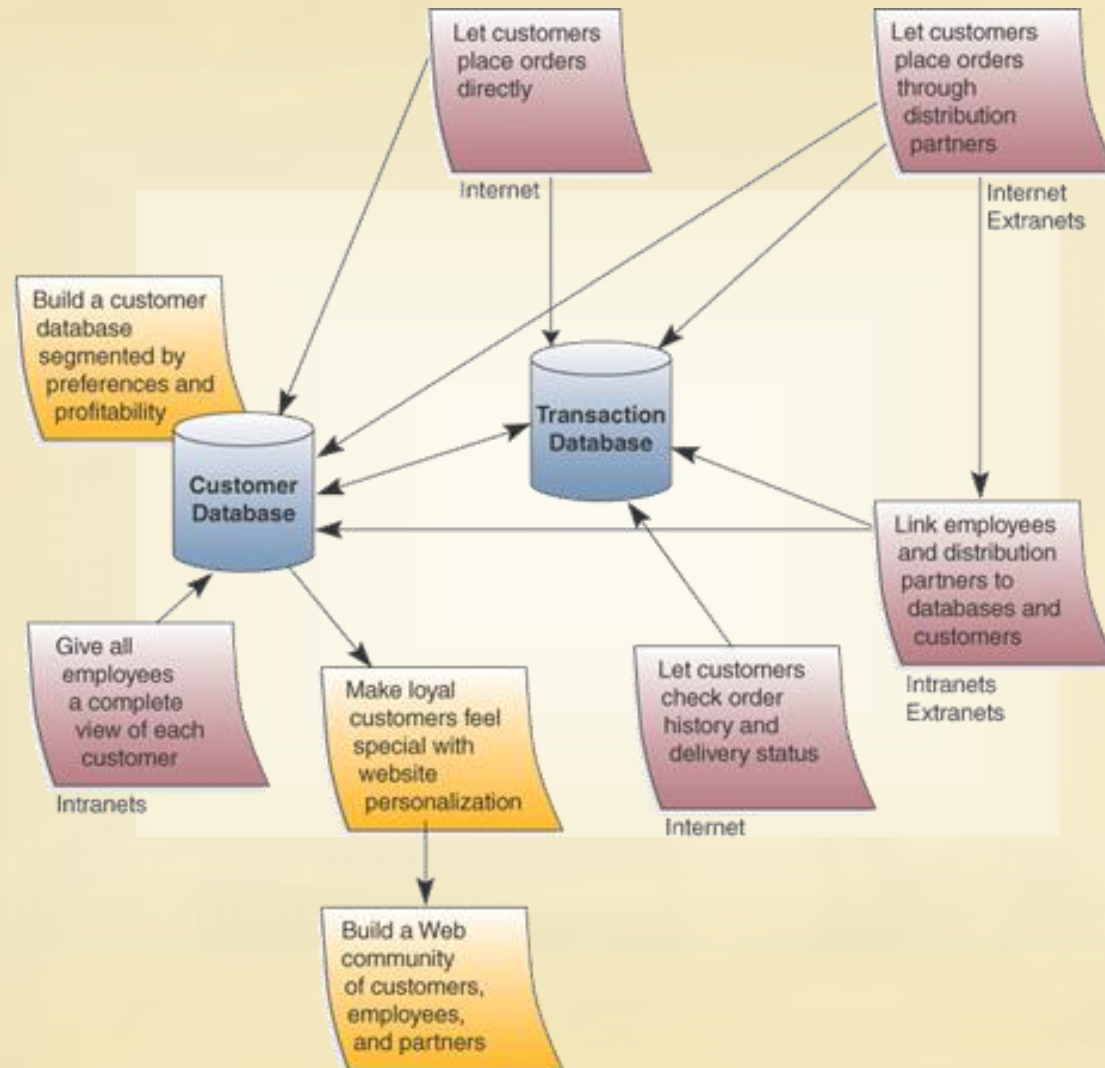 Let customers
place orders
directly
Internet
Let customers
place orders
through
distribution
partners
Internet
Extranets
Build a customer
database
segmented by
preferences and
profitability
Customer
Database
Transaction
Database
Link employees
and distribution
partners to
databases and
customers
Intranets
Extranets
Give all
employees
a complete
view of each
customer
Intranets
Make loyal
customers feel
special with
website
personalization
Let customers
check order
history and
delivery status
Internet
Build a Web
community
of customers,
employees,
and partners